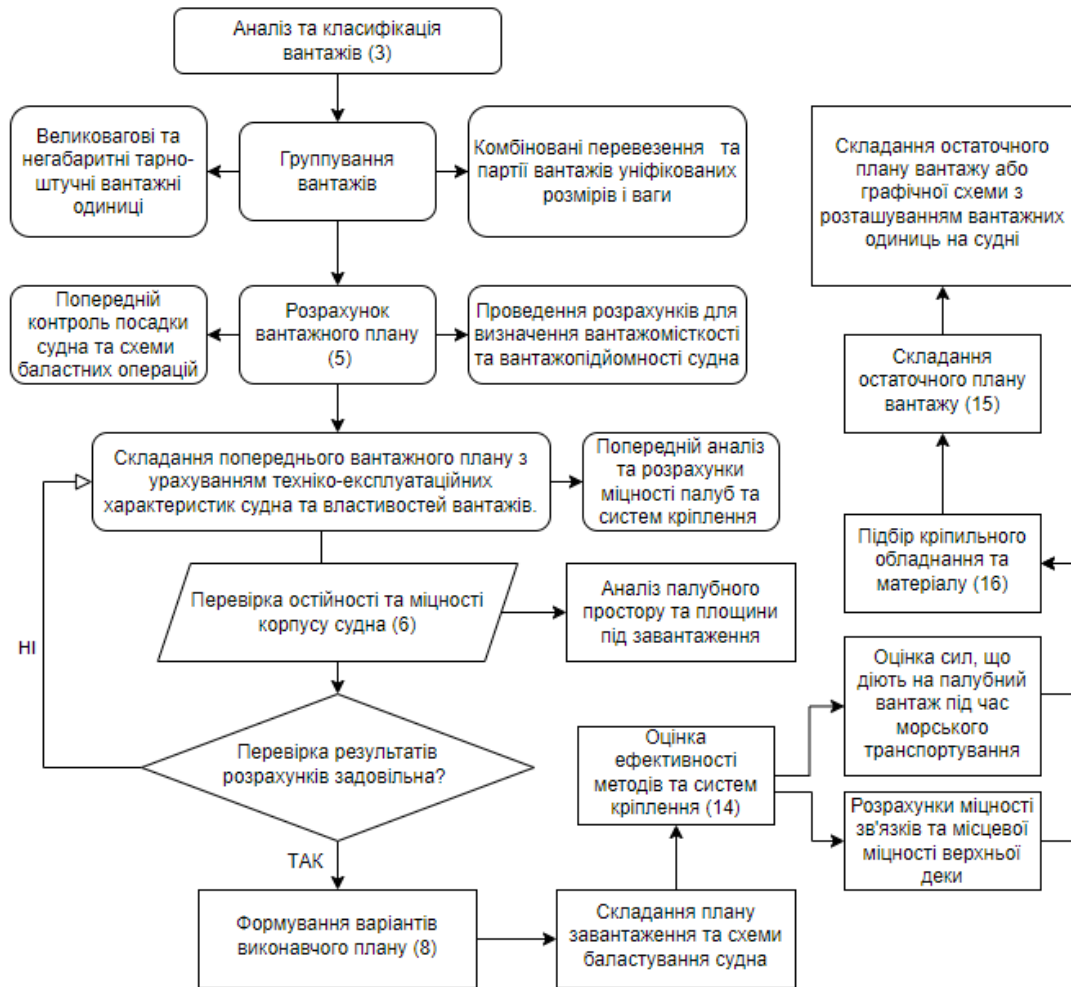 Аналіз та класифікація
вантажів (3)
Великовагові та
негабаритні тарно-
штучні вантажні
одиниці
Группування
вантажів
Комбіновані перевезення та
партії вантажів уніфікованих
розмірів і ваги
Попередній
контроль посадки
судна та схеми
баластних операцій
Розрахунок
вантажного плану
(5)
Проведення розрахунків для
визначення вантажомісткості
та вантажопідйомності судна
Складання попереднього вантажного плану з
урахуванням техніко-експлуатаційних
характеристик судна та властивостей вантажів.
Попередній аналіз
та розрахунки
міцності палуб та
систем кріплення
Перевірка остійності та міцності
корпусу судна (6)
Аналіз палубного
простору та площини
під завантаження
НІ
Перевірка результатів
розрахунків задовільна?
ТАК
Формування варіантів
виконавчого плану (8)
Складання плану
завантаження та схеми
баластування судна
Оцінка
ефективності
методів та систем
кріплення (14)
Оцінка сил, що
діють на палубний
вантаж під час
морського
транспортування
Розрахунки міцності
зв'язків та місцевої
міцності верхньої
деки
Підбір кріпильного
обладнання та
матеріалу (16)
Складання
остаточного плану
вантажу (15)
Складання остаточного
плану вантажу або
графічної схеми з
розташуванням вантажних
одиниць на судні